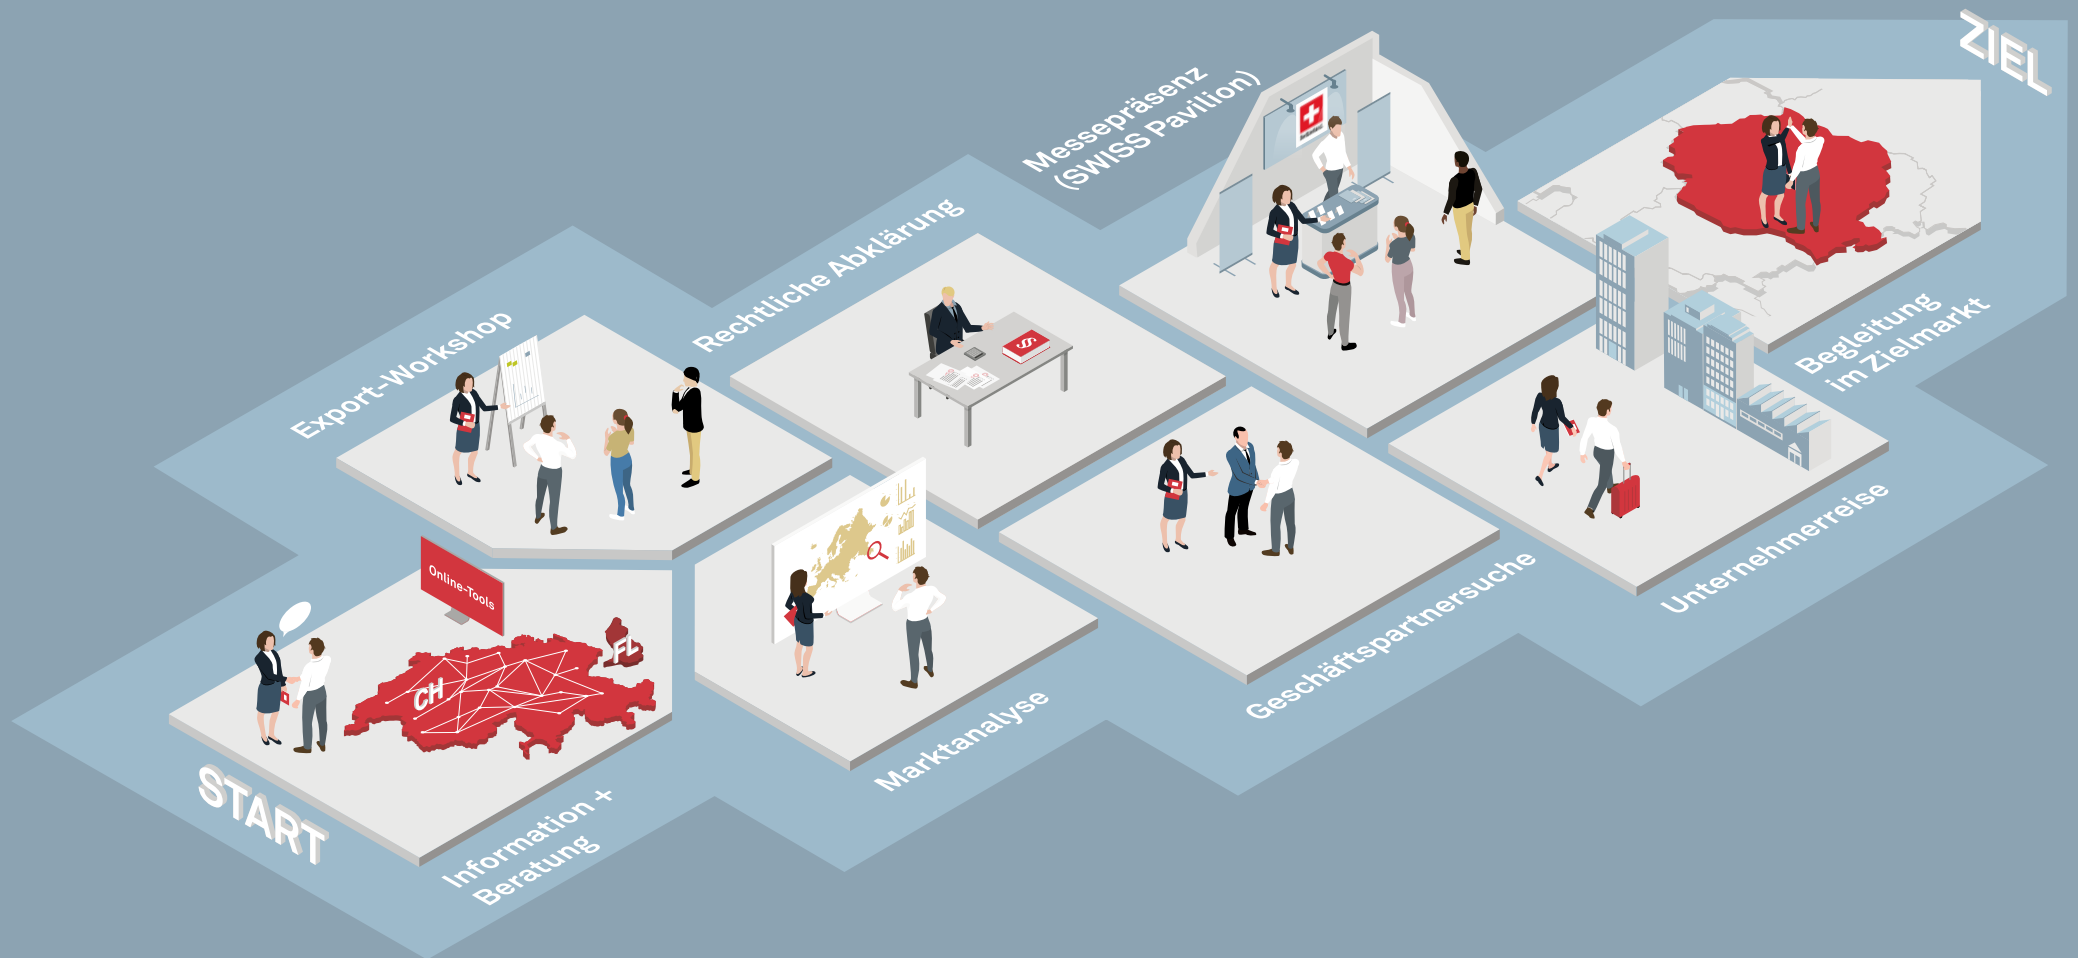 START
Information +
Beratung
Online-Tools
CH
FL
Export-Workshop
Marktanalyse
Rechtliche Abklärung
§
Geschäftspartnersuche
Messepräsenz
(SWISS Pavilion)
Unternehmerreise
Begleitung
im Zielmarkt
ZIEL